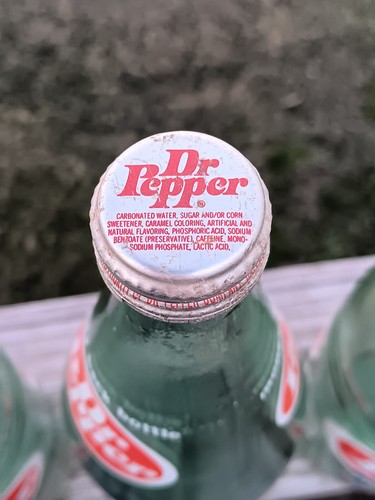 Dr
Pepper®
CARBONATED WATER, SUGAR AND/OR CORN
SWEETENER, CARAMEL COLORING, ARTIFICIAL AND
NATURAL FLAVORING, PHOSPHORIC ACID, SODIUM
BENZOATE (PRESERVATIVE), CAFFEINE, MONO-
SODIUM PHOSPHATE, LACTIC ACID.
bottle